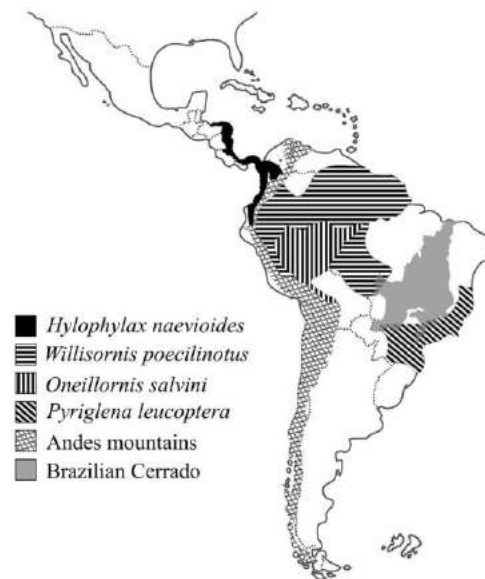 Hylophylax naevioides
Willisornis poecilinotus
Oneillornis salvini
Pyriglena leucoptera
Andes mountains
Brazilian Cerrado